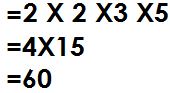 =2 X 2 X3 X5
=4X15
=60